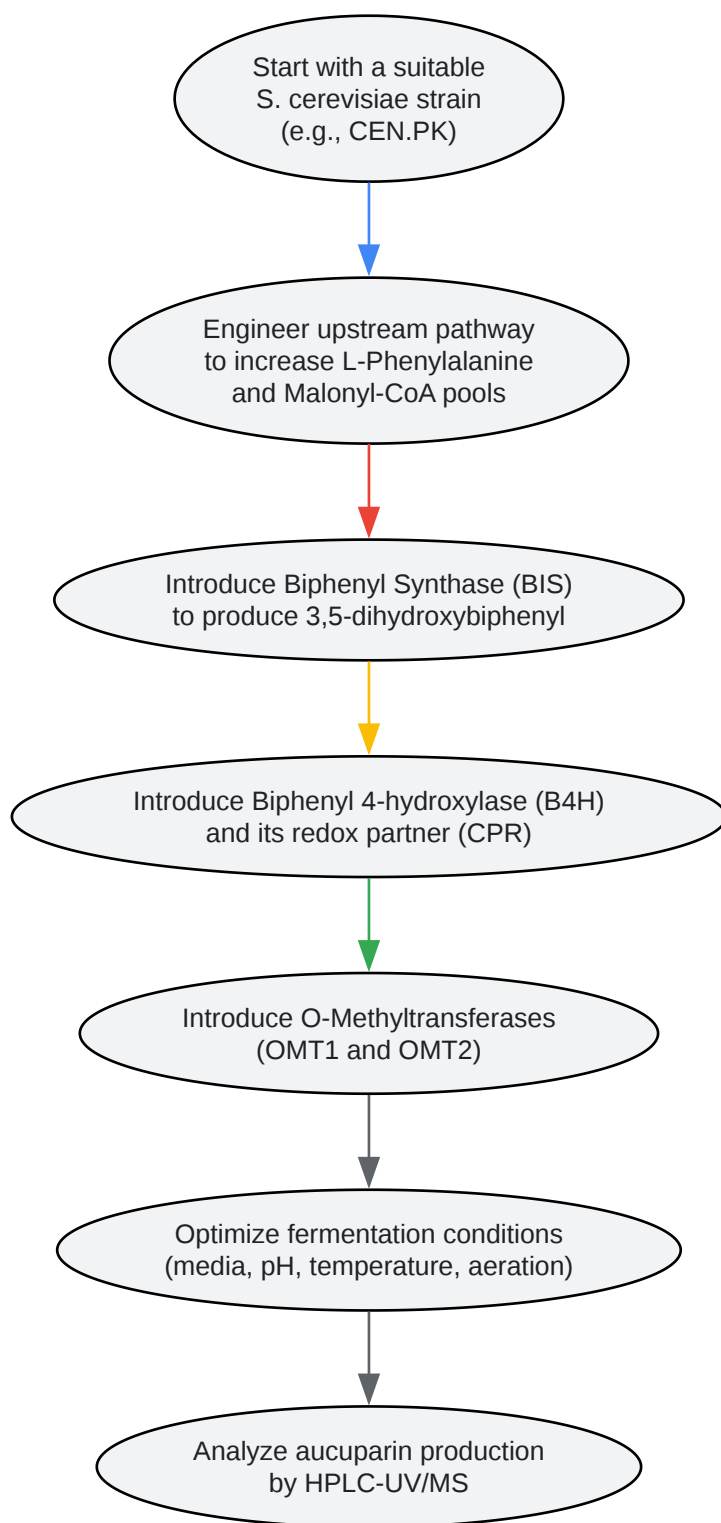 Start with a suitable
S. cerevisiae strain
(e.g., CEN.PK)
Engineer upstream pathway
to increase L-Phenylalanine
and Malonyl-CoA pools
Introduce Biphenyl Synthase (BIS)
to produce 3,5-dihydroxybiphenyl
Introduce Biphenyl 4-hydroxylase (B4H)
and its redox partner (CPR)
Introduce O-Methyltransferases
(OMT1 and OMT2)
Optimize fermentation conditions
(media, pH, temperature, aeration)
Analyze aucuparin production
by HPLC-UV/MS